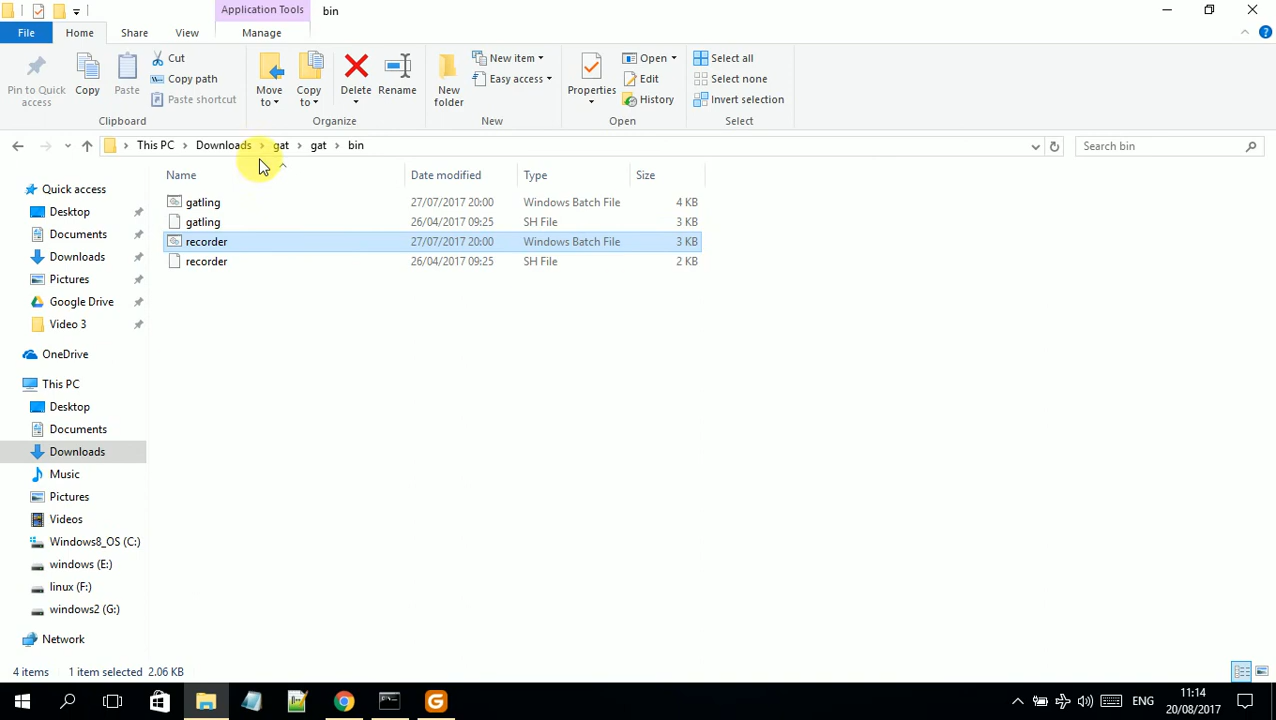 Application Tools
bin
File
Home
Share
View
Manage
Pin to Quick access
Copy
Paste
Cut
Copy path
Paste shortcut
Clipboard
Move to
Copy to
Delete
Rename
Organize
New folder
New item
Easy access
New
Properties
Open
Edit
History
Open
Select all
Select none
Invert selection
Select
This PC > Downloads > gat > gat > bin
Search bin
Name Date modified Type Size
gatling 27/07/2017 20:00 Windows Batch File 4 KB
gatling 26/04/2017 09:25 SH File 3 KB
recorder 27/07/2017 20:00 Windows Batch File 3 KB
recorder 26/04/2017 09:25 SH File 2 KB
Quick access
Desktop
Documents
Downloads
Pictures
Google Drive
Video 3
OneDrive
This PC
Desktop
Documents
Downloads
Music
Pictures
Videos
Windows8_OS (C:)
windows (E:)
linux (F:)
windows2 (G:)
Network
4 items 1 item selected 2.06 KB
ENG
11:14
20/08/2017